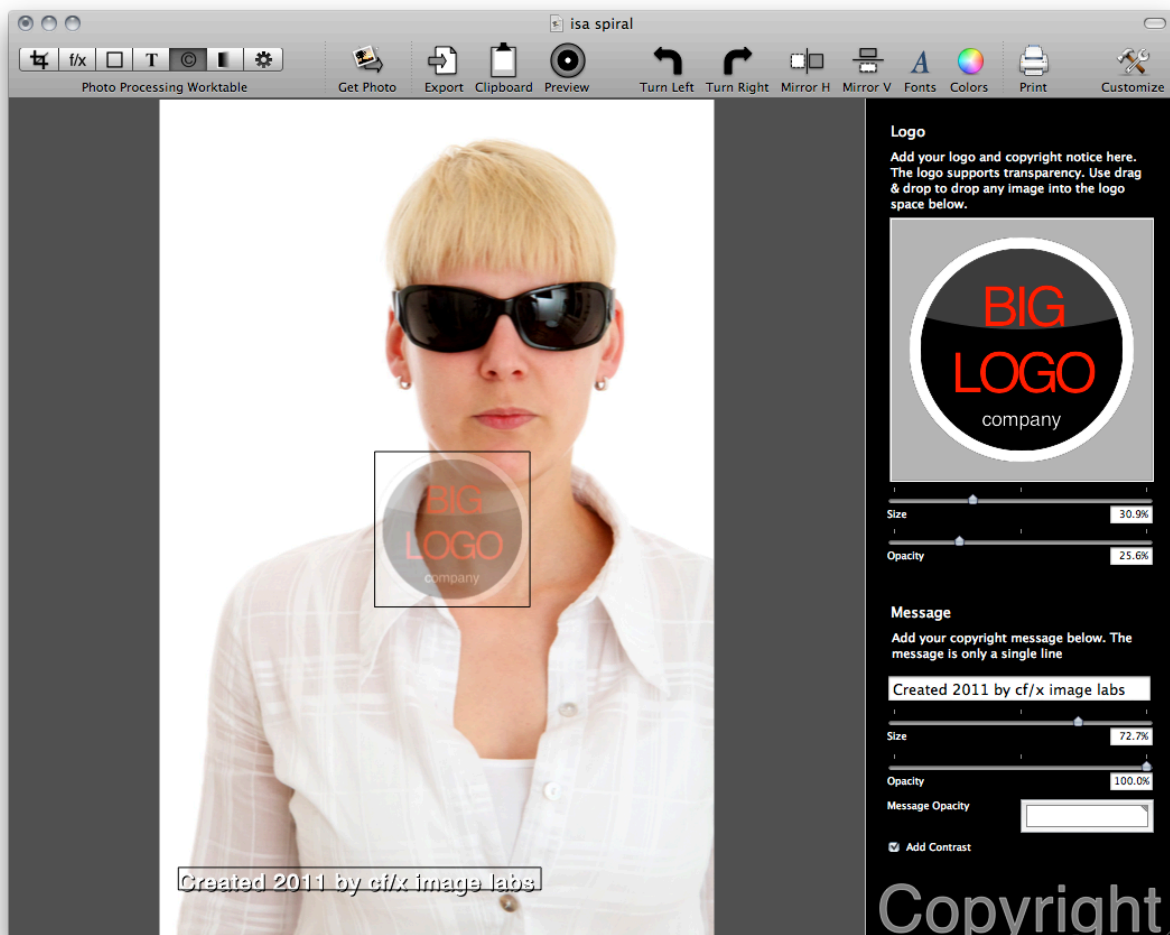 isa spiral
f/x
T
©
Photo Processing Worktable
Get Photo
Export
Clipboard
Preview
Turn Left
Turn Right
Mirror H
Mirror V
A
Fonts
Colors
Print
Customize
BIG
LOGO
company
Created 2011 by cf/x image labs
Logo
Add your logo and copyright notice here.
The logo supports transparency. Use drag
& drop to drop any image into the logo
space below.
BIG
LOGO
company
Size
30.9%
Opacity
25.6%
Message
Add your copyright message below. The
message is only a single line
Created 2011 by cf/x image labs
Size
72.7%
Opacity
100.0%
Message Opacity
Add Contrast
Copyright